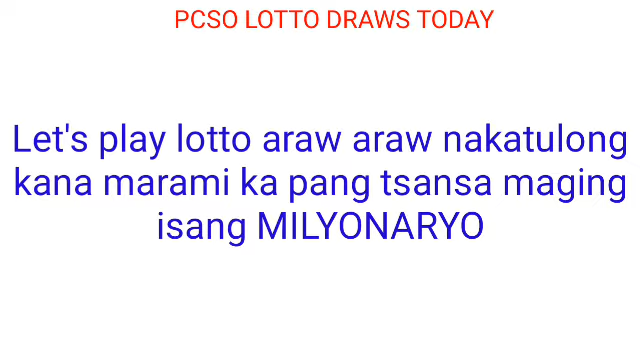 PCSO LOTTO DRAWS TODAY
Let's play lotto araw araw nakatulong
kana marami ka pang tsansa maging
isang MILYONARYO